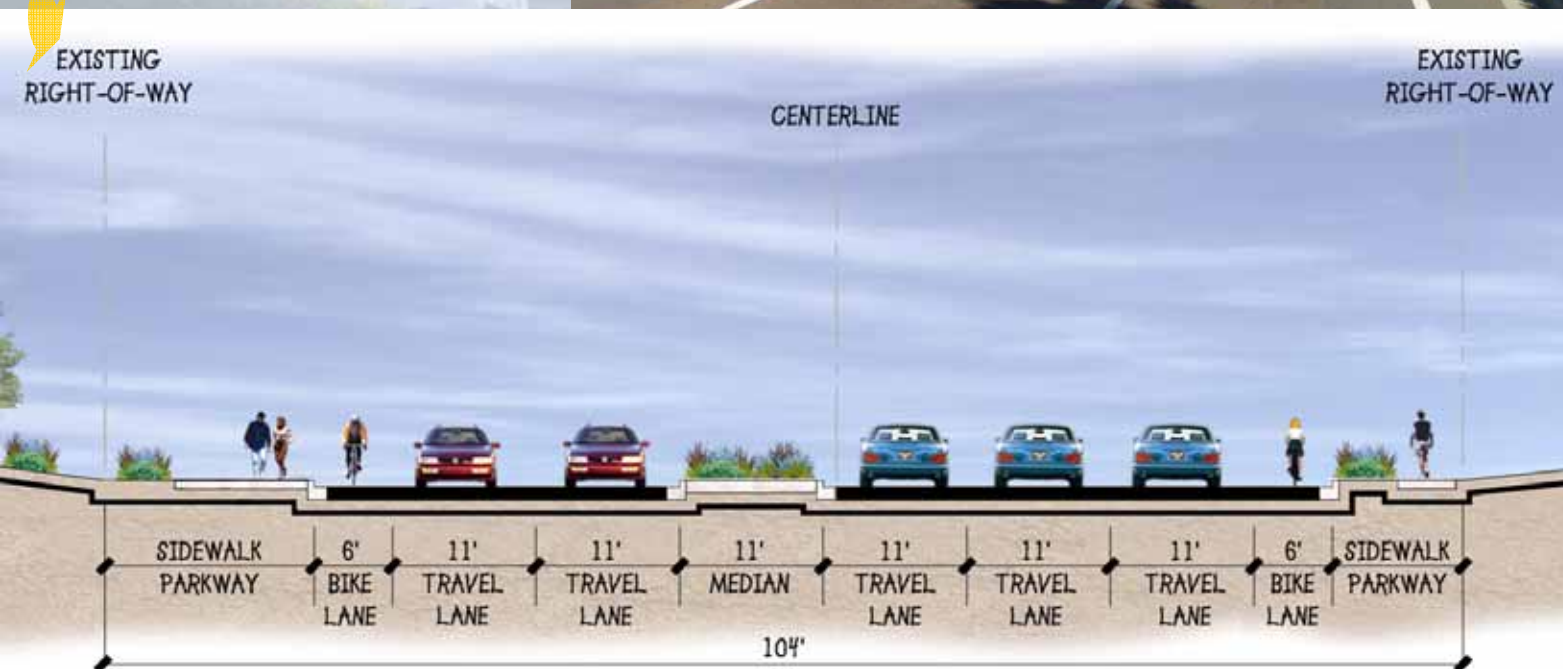 EXISTING
RIGHT-OF-WAY
CENTERLINE
EXISTING
RIGHT-OF-WAY
SIDEWALK
PARKWAY
6'
BIKE
LANE
11'
TRAVEL
LANE
11'
TRAVEL
LANE
11'
MEDIAN
11'
TRAVEL
LANE
11'
TRAVEL
LANE
11'
TRAVEL
LANE
6'
BIKE
LANE
SIDEWALK
PARKWAY
104'